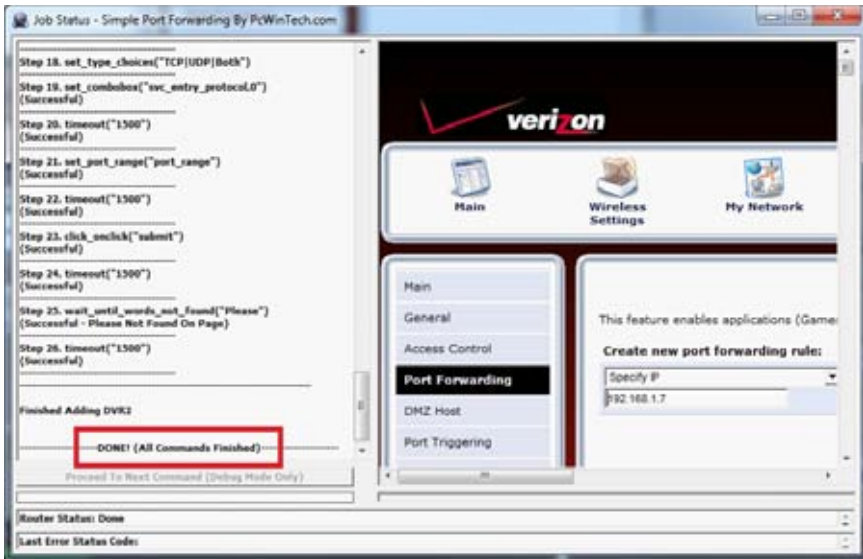 Job Status - Simple Port Forwarding By PcWinTech.com
Step 18. set_type_choices("TCP|UDP|Both")
Step 19. set_combobox("svc_entry_protocol,0")
(Successful)
Step 20. timeout("1500")
(Successful)
Step 21. set_port_range("port_range")
(Successful)
Step 22. timeout("1500")
(Successful)
Step 23. click_onclick("submit")
(Successful)
Step 24. timeout("1500")
(Successful)
Step 25. wait_until_words_not_found("Please")
(Successful - Please Not Found On Page)
Step 26. timeout("1500")
(Successful)
Finished Adding DVR2
DONE! (All Commands Finished)
Proceed To Next Command (Debug Mode Only)
Router Status: Done
Last Error Status Code:
verizon
Main
Wireless Settings
My Network
Main
General
Access Control
Port Forwarding
DMZ Host
Port Triggering
This feature enables applications (Games
Create new port forwarding rule:
Specify IP
192.168.1.7